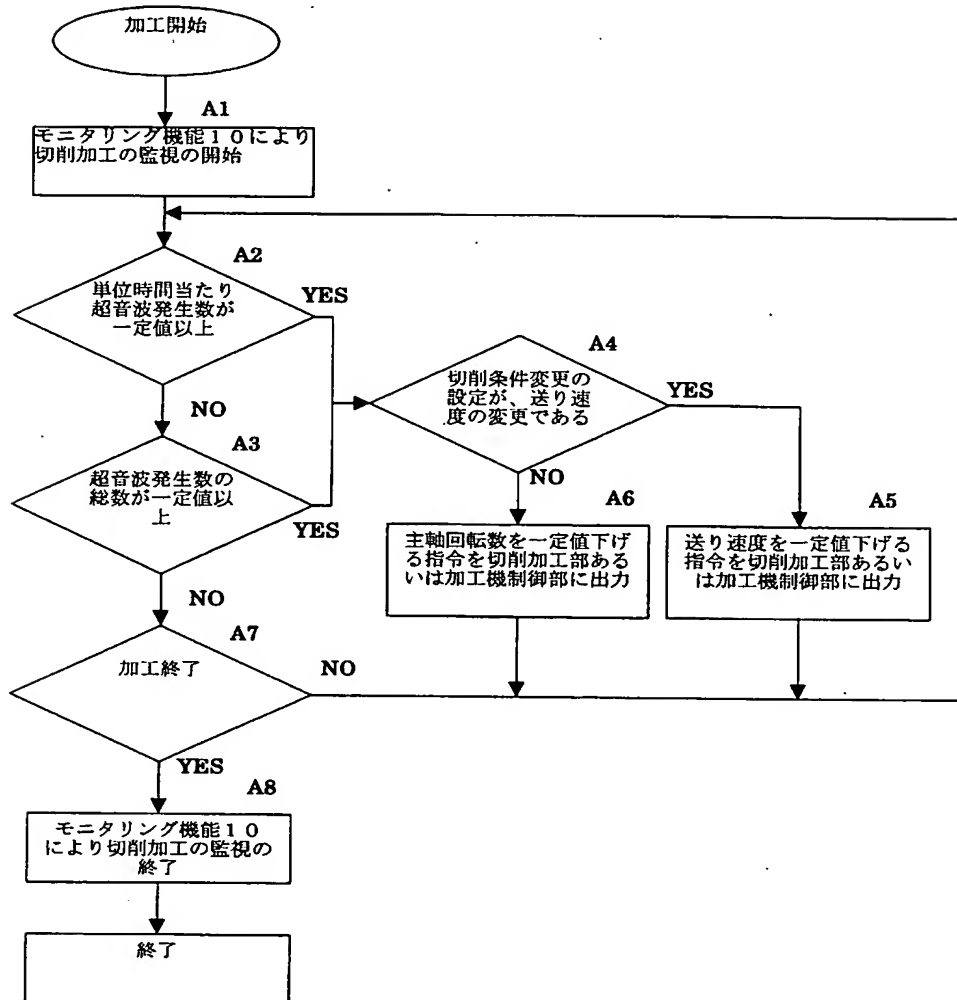 加工開始
A1
モニタリング機能１０により
切削加工の監視の開始
A2
単位時間当たり
超音波発生数が
一定値以上
YES
NO
A3
超音波発生数の
総数が一定値以
上
YES
NO
A4
切削条件変更の
設定が、送り速
度の変更である
YES
NO
A5
送り速度を一定値下げる
指令を切削加工部あるい
は加工機制御部に出力
A6
主軸回転数を一定値下げ
る指令を切削加工部ある
いは加工機制御部に出力
A7
加工終了
NO
YES
A8
モニタリング機能１０
により切削加工の監視の
終了
終了